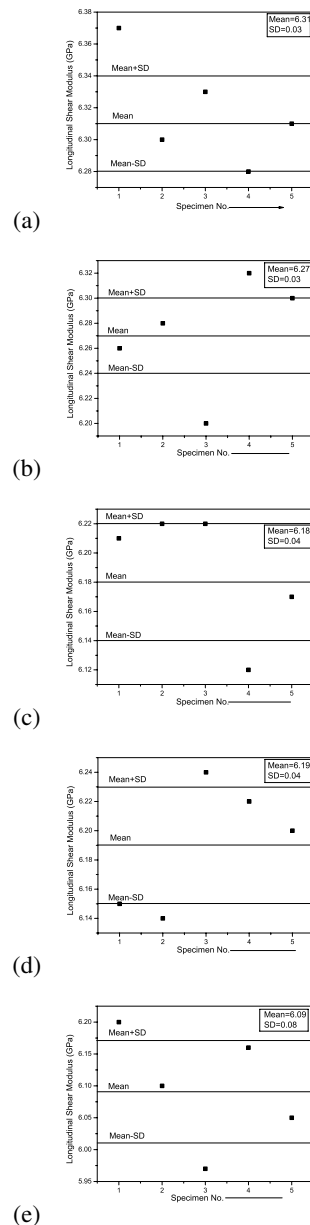 6.38
6.36
6.34
6.32
6.30
6.28
Longitudinal Shear Modulus (GPa)
Mean=6.31
SD=0.03
Mean+SD
Mean
Mean-SD
1 2 3 4 5
Specimen No.
(a)
6.32
6.30
6.28
6.26
6.24
6.22
6.20
Longitudinal Shear Modulus (GPa)
Mean=6.27
SD=0.03
Mean+SD
Mean
Mean-SD
1 2 3 4 5
Specimen No.
(b)
6.22
6.20
6.18
6.16
6.14
6.12
Longitudinal Shear Modulus (GPa)
Mean+SD
Mean=6.18
SD=0.04
Mean
Mean-SD
1 2 3 4 5
Specimen No.
(c)
6.24
6.22
6.20
6.18
6.16
6.14
Longitudinal Shear Modulus (GPa)
Mean=6.19
SD=0.04
Mean+SD
Mean
Mean-SD
1 2 3 4 5
Specimen No.
(d)
6.20
6.15
6.10
6.05
6.00
5.95
Longitudinal Shear Modulus (GPa)
Mean=6.09
SD=0.08
Mean+SD
Mean
Mean-SD
1 2 3 4 5
Specimen No.
(e)